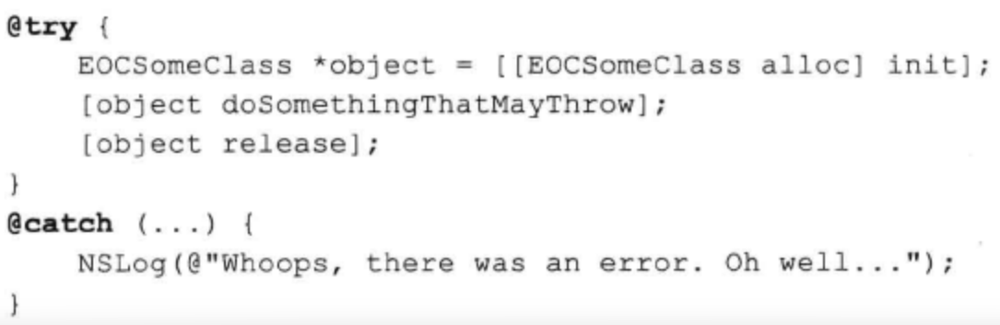 @try {
    EOCSomeClass *object = [[EOCSomeClass alloc] init];
    [object doSomethingThatMayThrow];
    [object release];
}
@catch (...) {
    NSLog(@"Whoops, there was an error. Oh well...");
}